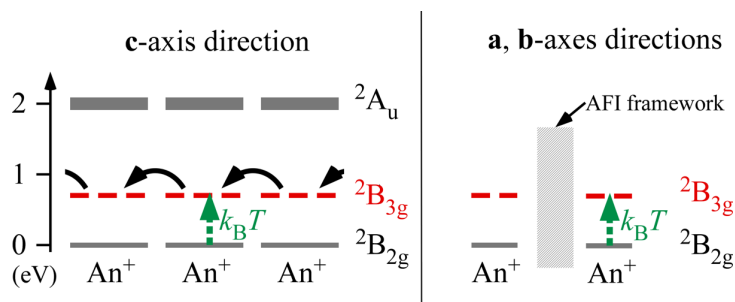 c-axis direction
2
²Aᵤ
1
²B₃g
k_BT
0
²B₂g
(eV)
An⁺ An⁺ An⁺
a, b-axes directions
AFI framework
²B₃g
k_BT
²B₂g
An⁺ An⁺